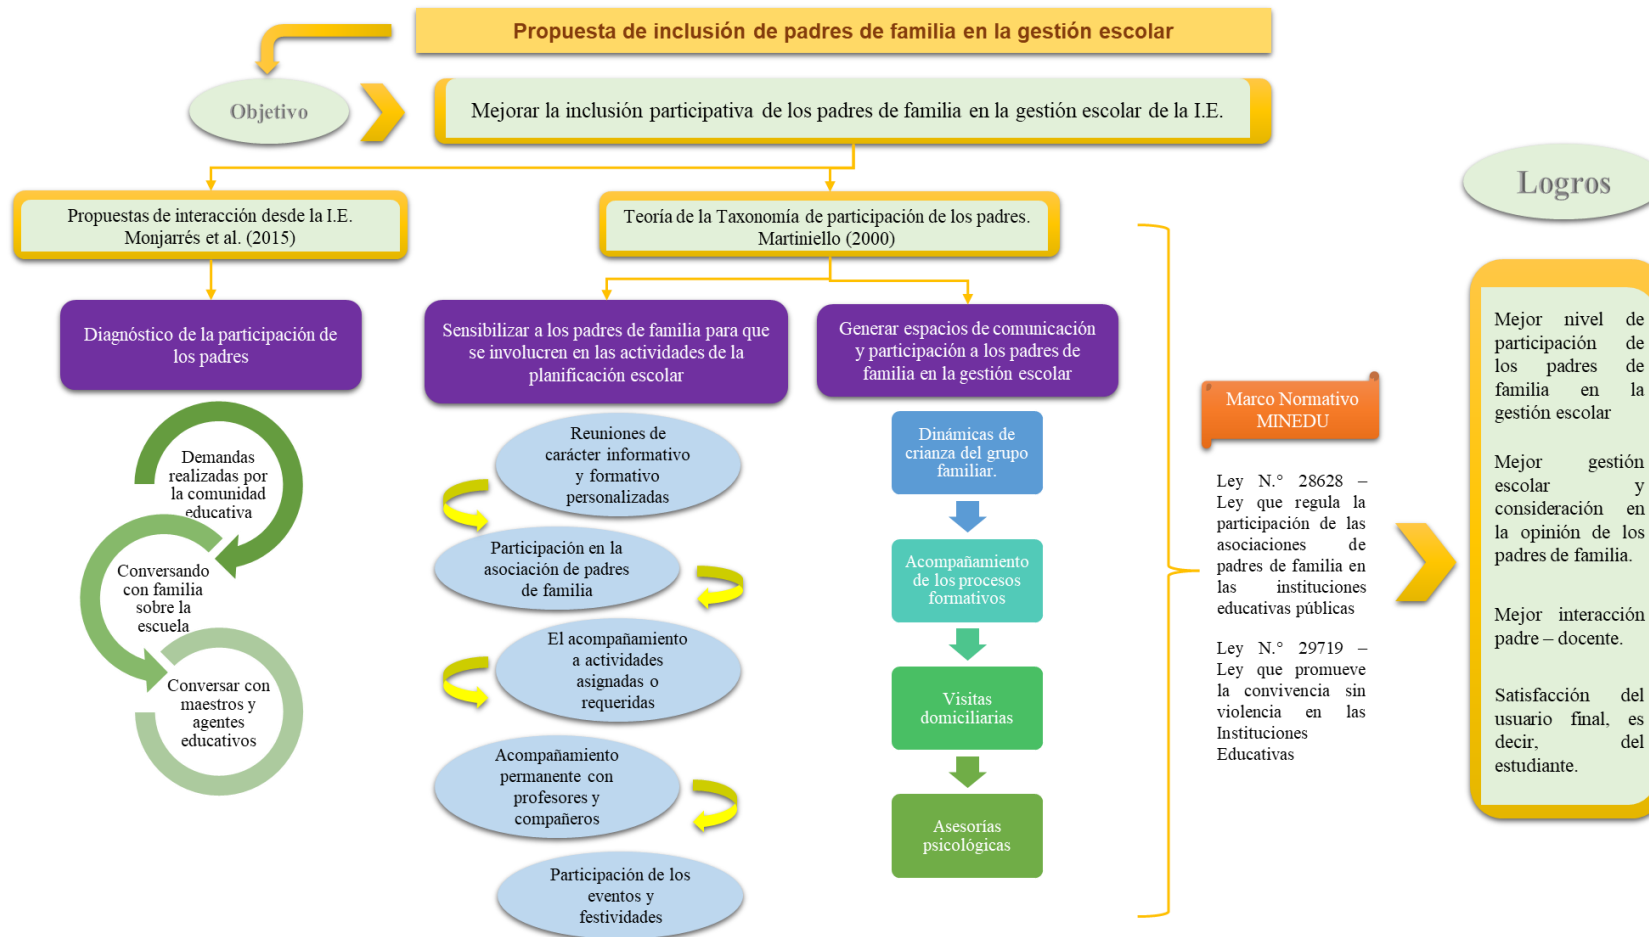 Propuesta de inclusión de padres de familia en la gestión escolar
Objetivo
Mejorar la inclusión participativa de los padres de familia en la gestión escolar de la I.E.
Propuestas de interacción desde la I.E.
Monjarrés et al. (2015)
Teoría de la Taxonomía de participación de los padres.
Martiniello (2000)
Diagnóstico de la participación de
los padres
Demandas
realizadas por
la comunidad
educativa
Conversando
con familia
sobre la
escuela
Conversar con
maestros y
agentes
educativos
Sensibilizar a los padres de familia para que
se involucren en las actividades de la
planificación escolar
Reuniones de
carácter informativo
y formativo
personalizadas
Participación en la
asociación de padres
de familia
El acompañamiento
a actividades
asignadas o
requeridas
Acompañamiento
permanente con
profesores y
compañeros
Participación de los
eventos y
festividades
Generar espacios de comunicación
y participación a los padres de
familia en la gestión escolar
Dinámicas de
crianza del grupo
familiar.
Acompañamiento
de los procesos
formativos
Visitas
domiciliarias
Asesorías
psicológicas
Marco Normativo
MINEDU
Ley N.° 28628 –
Ley que regula la
participación de las
asociaciones de
padres de familia en
las instituciones
educativas públicas
Ley N.° 29719 –
Ley que promueve
la convivencia sin
violencia en las
Instituciones
Educativas
Logros
Mejor nivel de
participación de
los padres de
familia en la
gestión escolar
Mejor gestión
escolar y
consideración en
la opinión de los
padres de familia.
Mejor interacción
padre – docente.
Satisfacción del
usuario final, es
decir, del
estudiante.